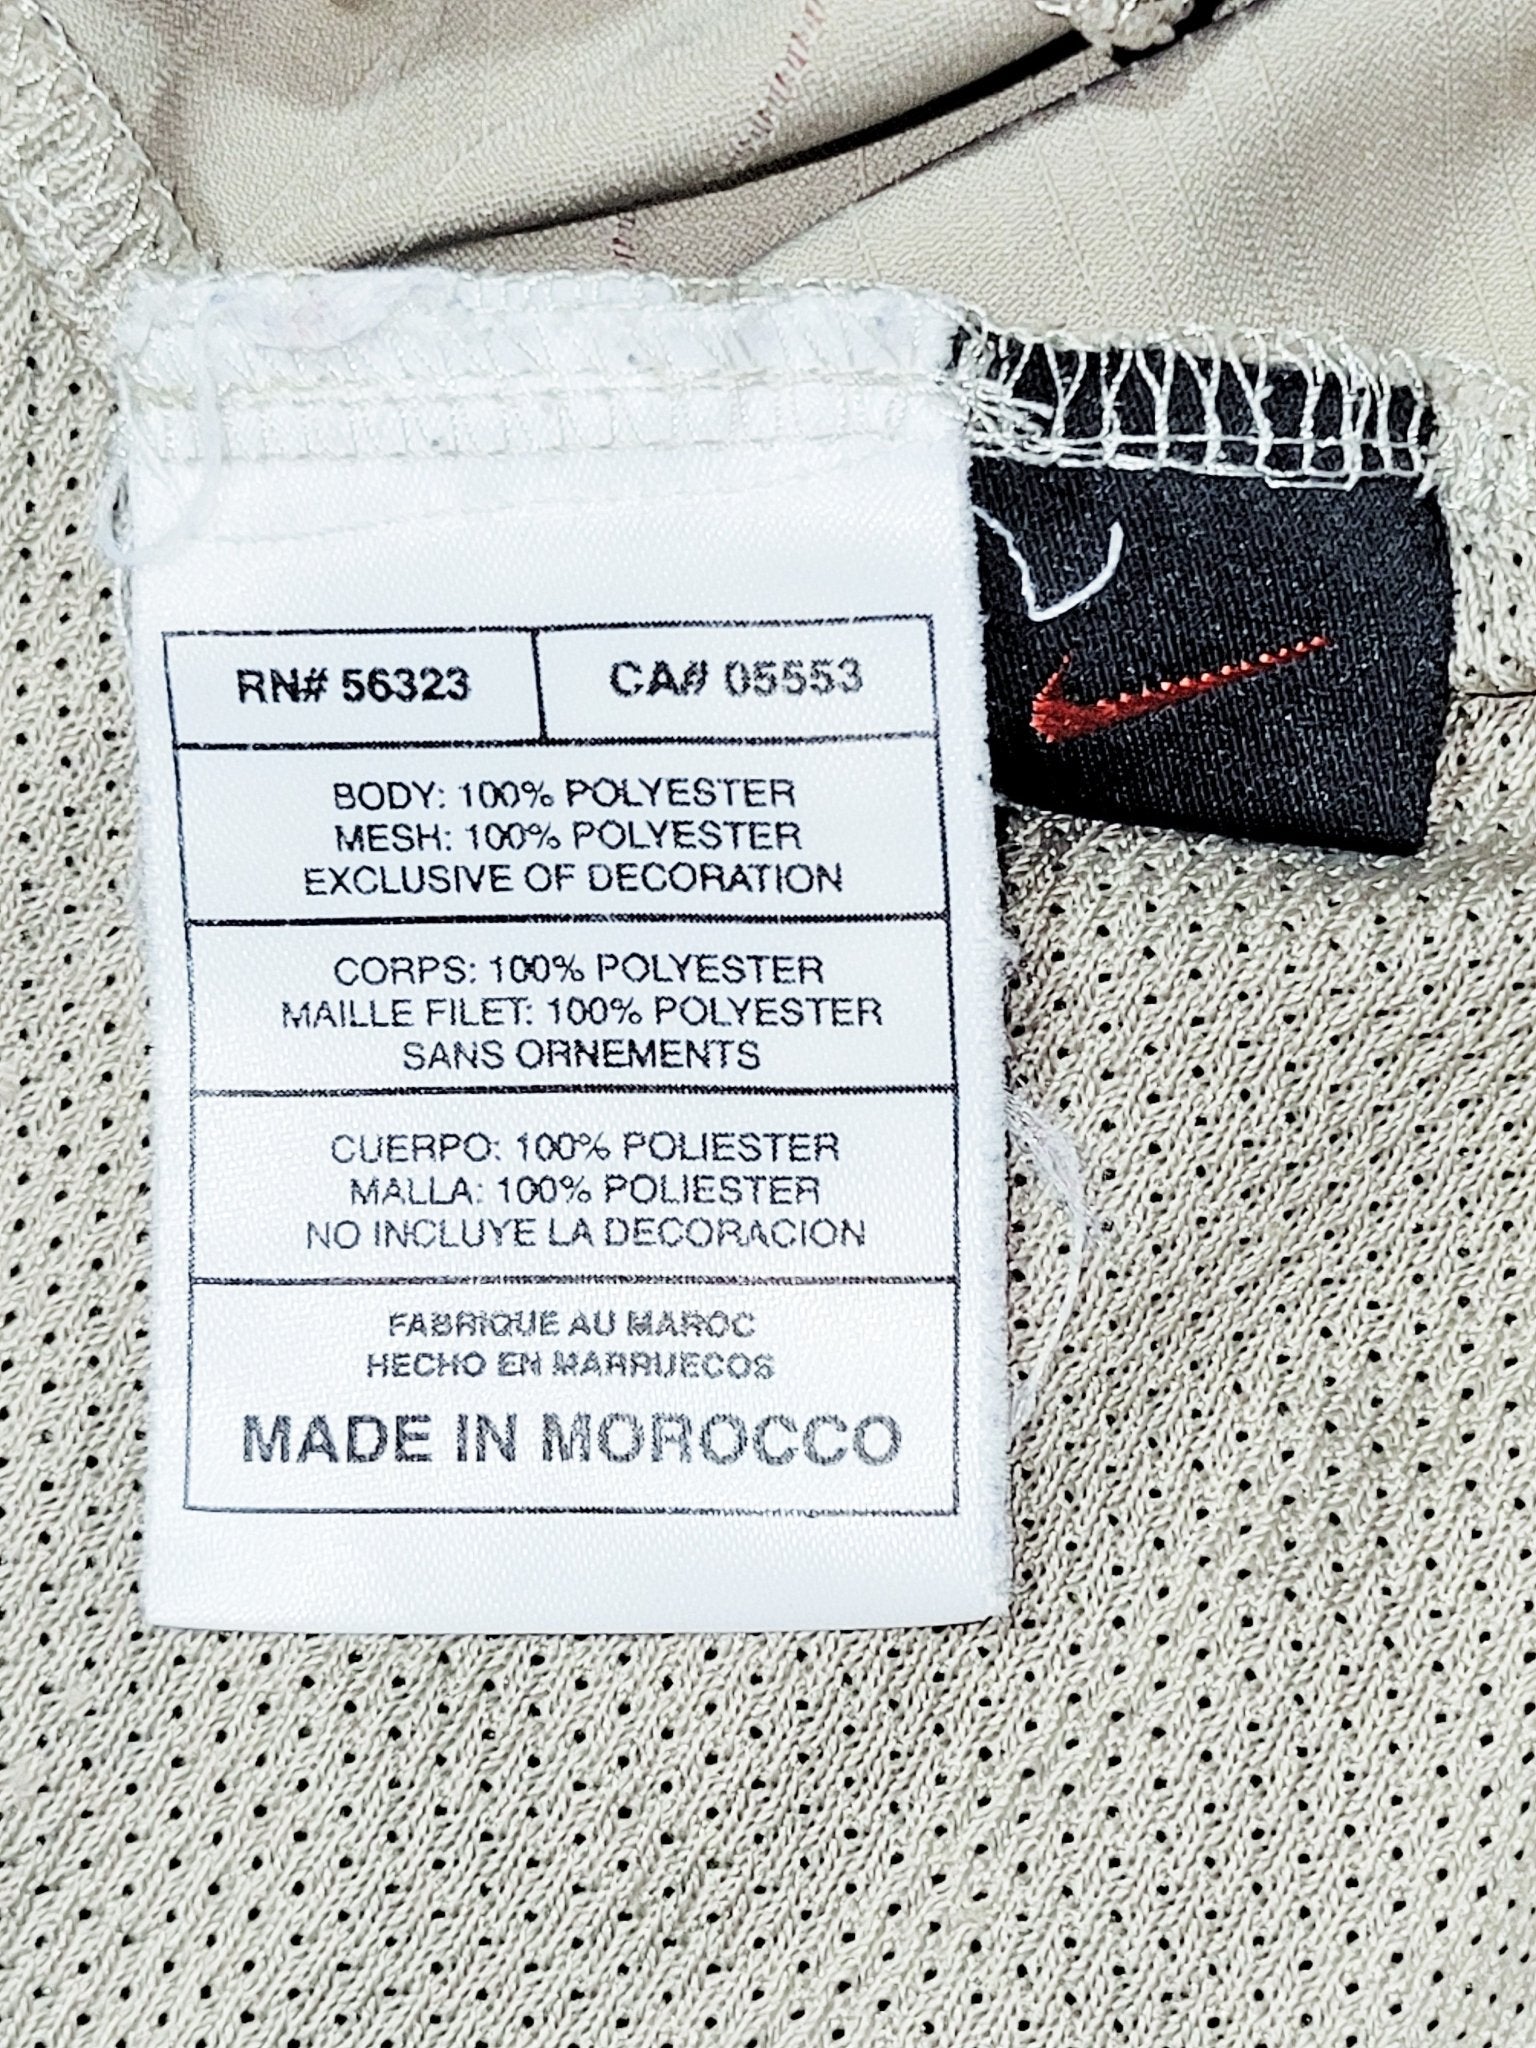 RN# 56323
CA# 05553
BODY: 100% POLYESTER
MESH: 100% POLYESTER
EXCLUSIVE OF DECORATION
CORPS: 100% POLYESTER
MAILLE FILET: 100% POLYESTER
SANS ORNEMENTS
CUERPO: 100% POLIESTER
MALLA: 100% POLIESTER
NO INCLUYE LA DECORACION
FABRIQUE AU MAROC
HECHO EN MARRUECOS
MADE IN MOROCCO